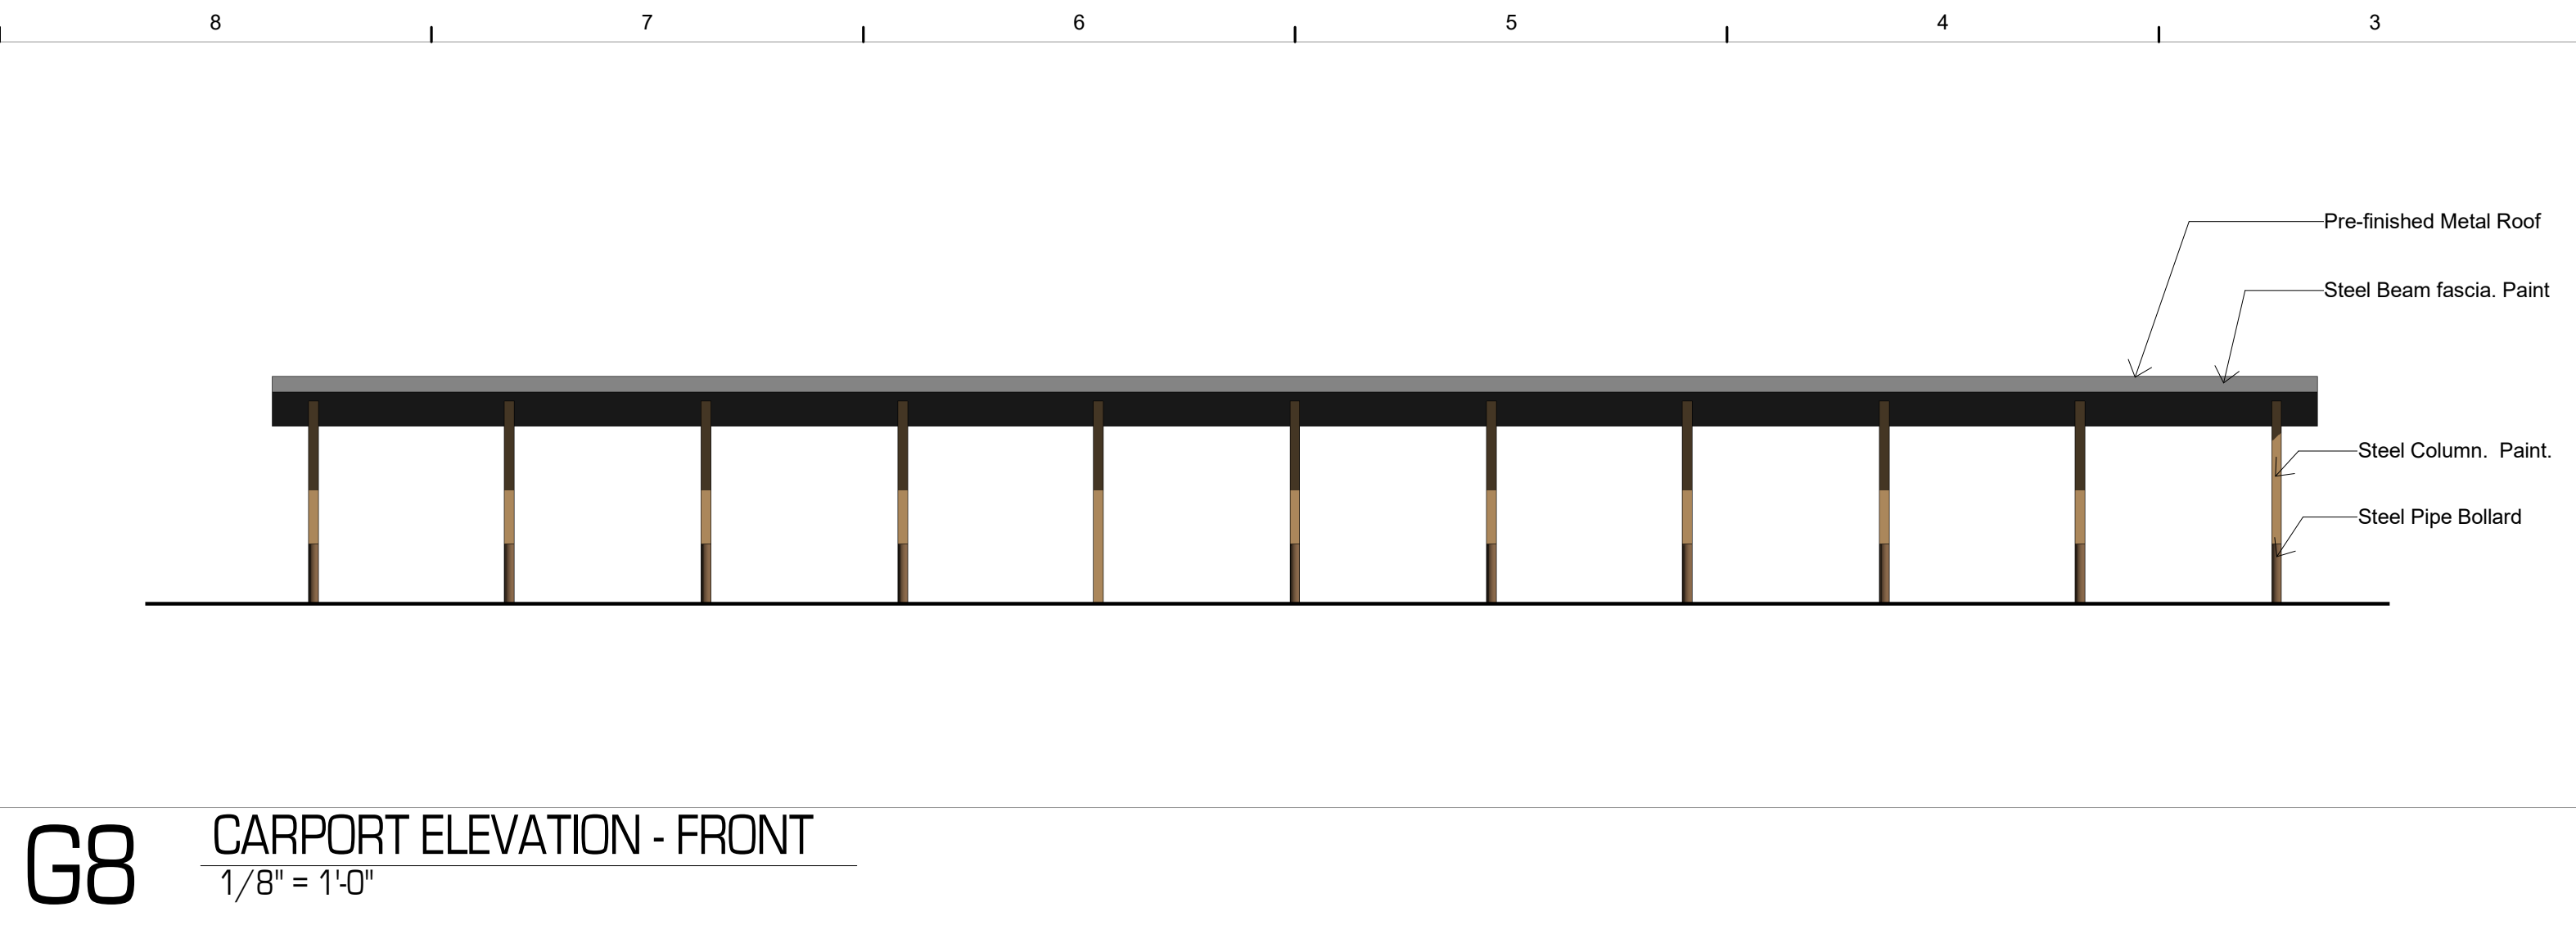 8 7 6 5 4 3
Pre-finished Metal Roof
Steel Beam fascia. Paint
Steel Column.  Paint.
Steel Pipe Bollard
G8
CARPORT ELEVATION - FRONT
1/8" = 1'-0"